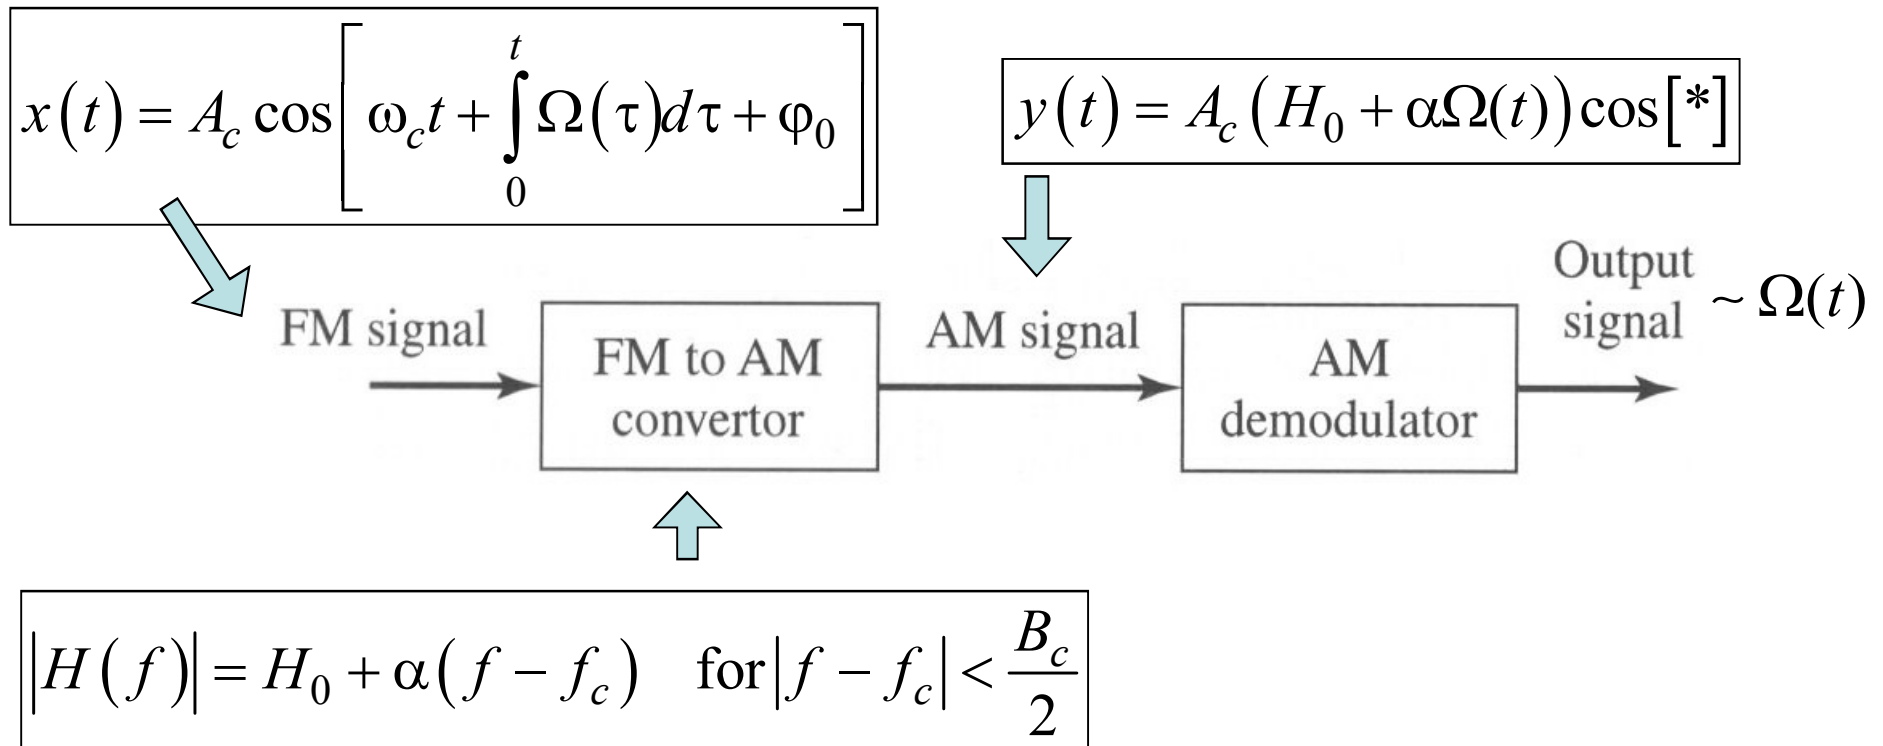 x(t) = A_c cos[ω_c t + ∫_0^t Ω(τ)dτ + φ_0]
y(t) = A_c (H_0 + αΩ(t)) cos[*]
FM signal
FM to AM
convertor
AM signal
AM
demodulator
Output
signal
~ Ω(t)
|H(f)| = H_0 + α(f − f_c) for |f − f_c| < B_c/2